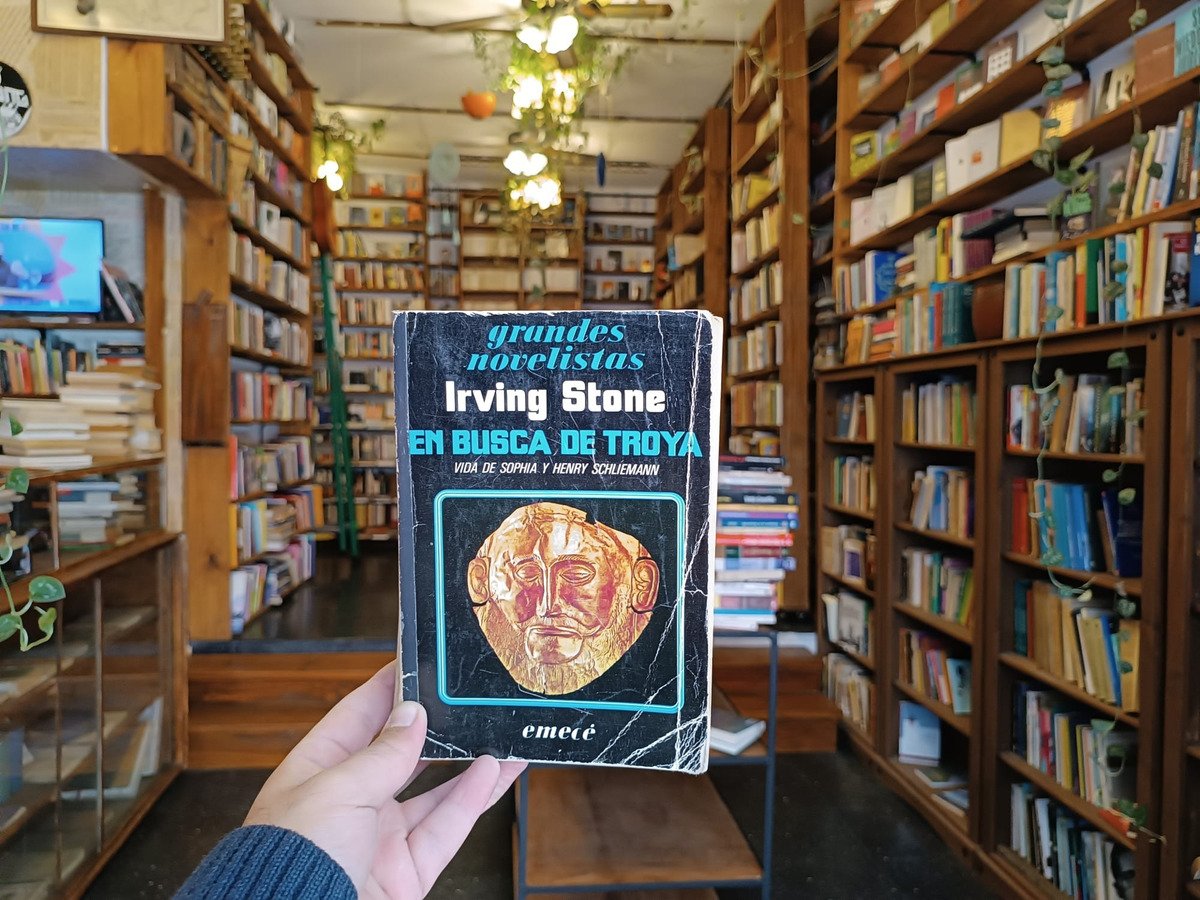 grandes
novelistas
Irving Stone
EN BUSCA DE TROYA
VIDA DE SOPHIA Y HENRY SCHLIEMANN
emecé